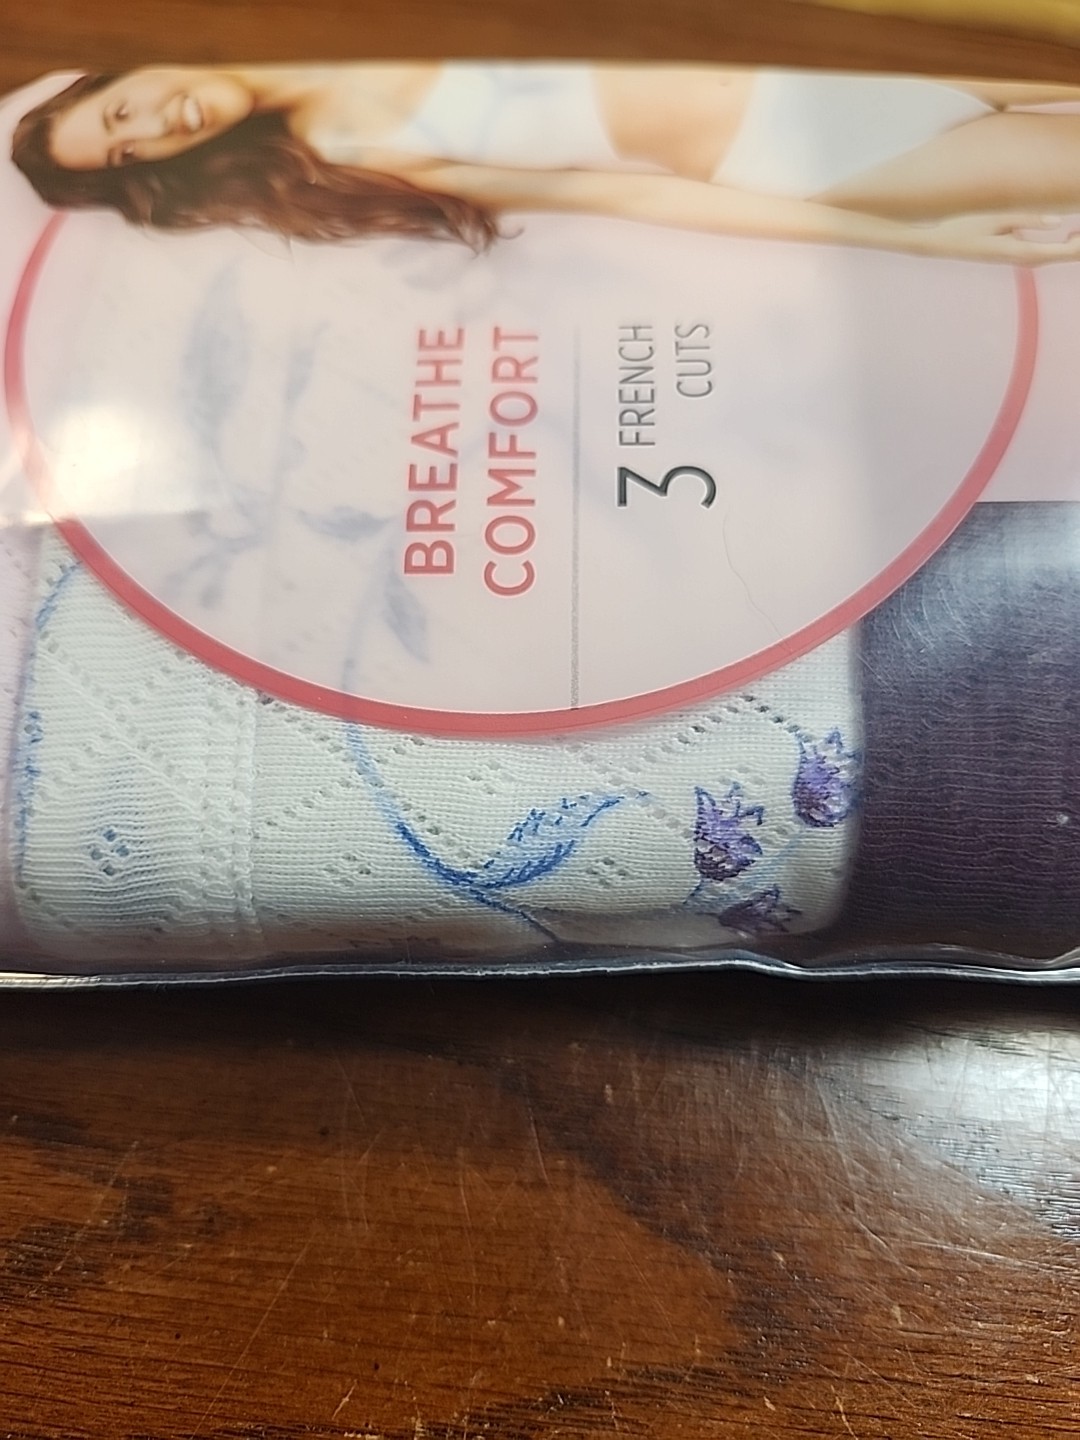 BREATHE
COMFORT
3 FRENCH
CUTS